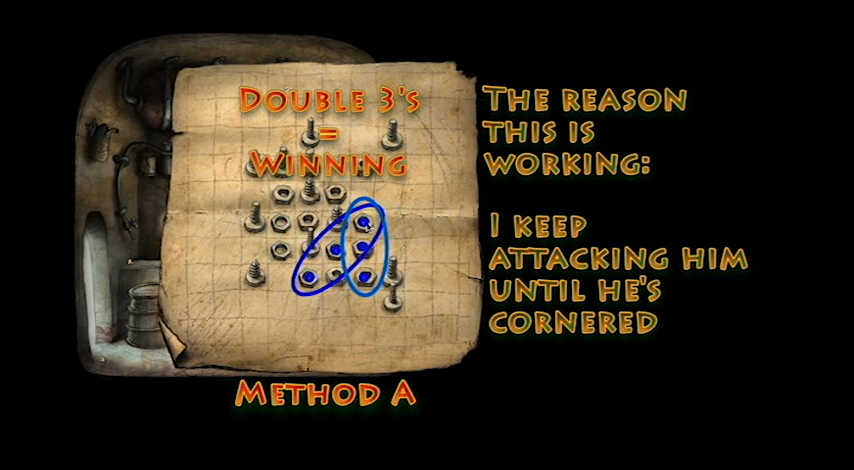 Double 3's
=
Winning
The reason
this is
working:
I keep
attacking him
until he's
cornered
Method A